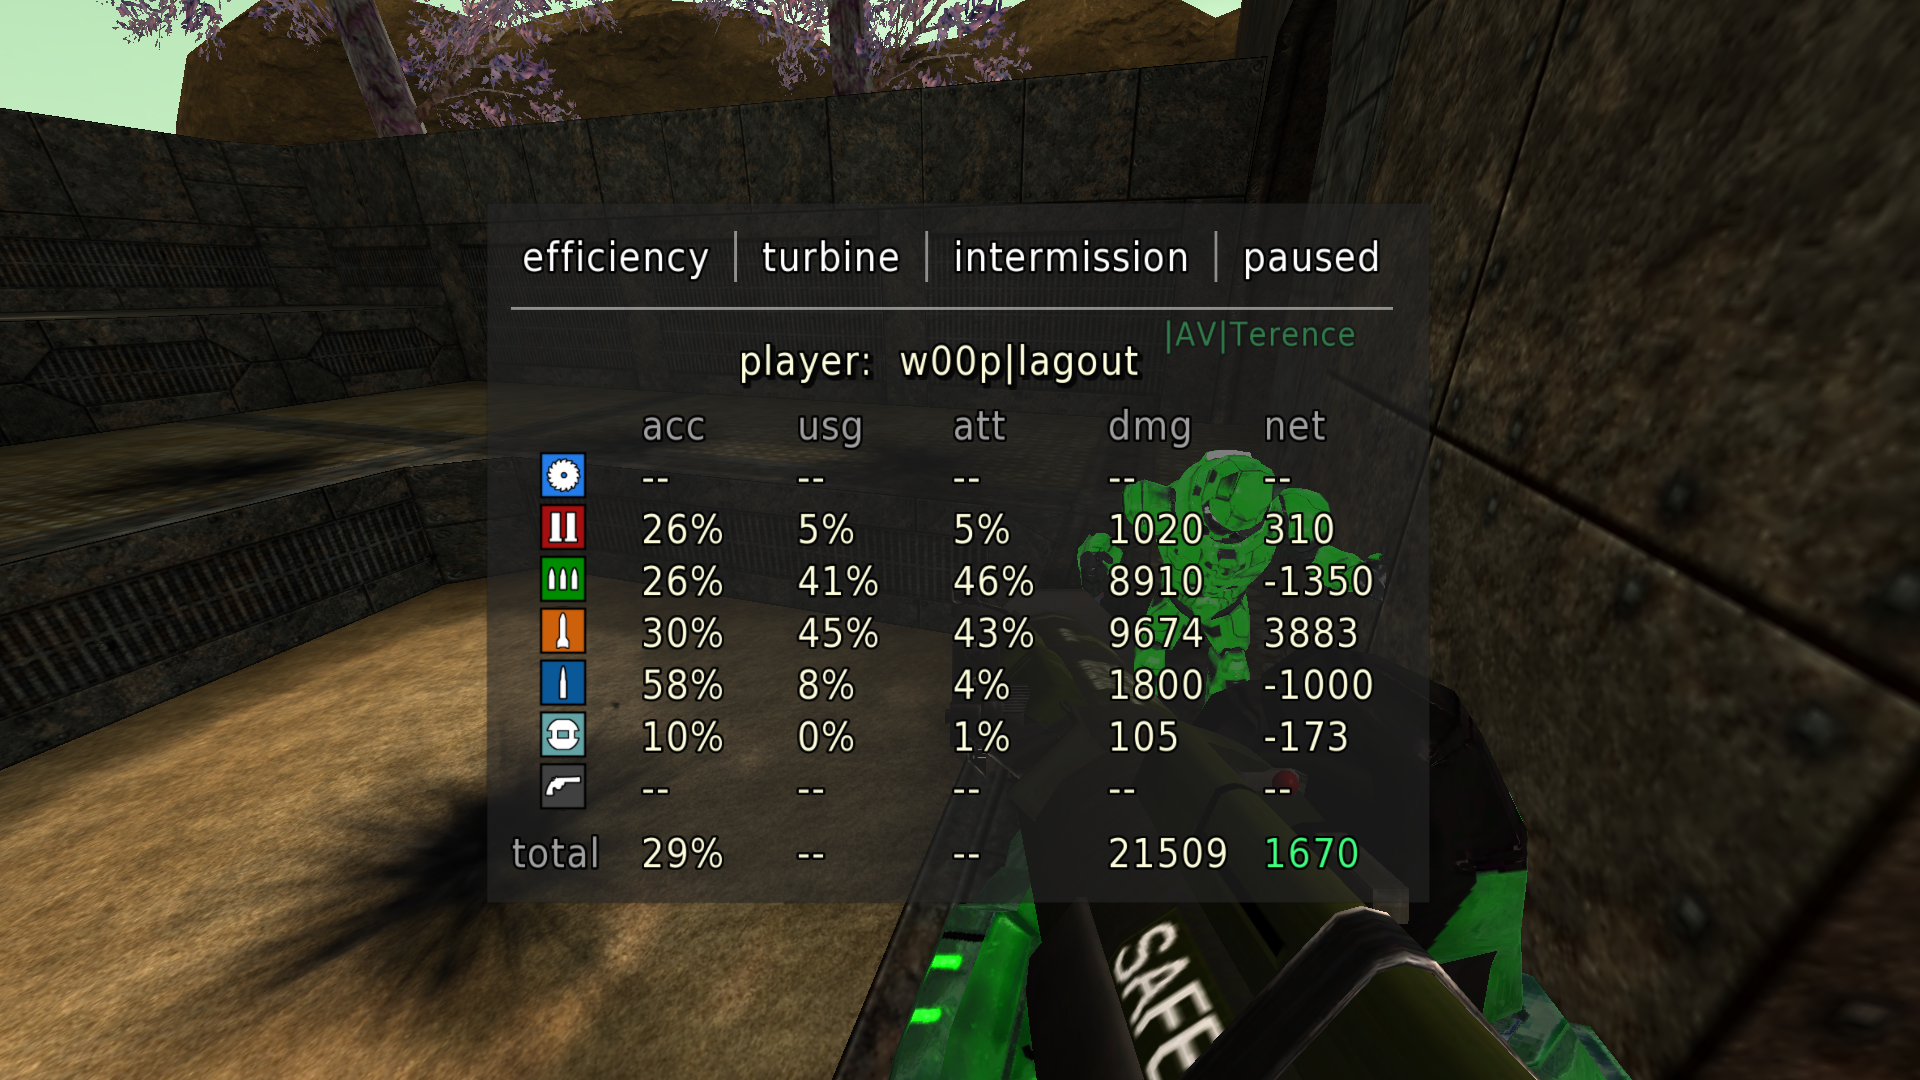 efficiency | turbine | intermission | paused
|AV|Terence
player: w00p|lagout
acc usg att dmg net
-- -- -- -- --
26% 5% 5% 1020 310
26% 41% 46% 8910 -1350
30% 45% 43% 9674 3883
58% 8% 4% 1800 -1000
10% 0% 1% 105 -173
-- -- -- -- --
total 29% -- -- 21509 1670
SAFE